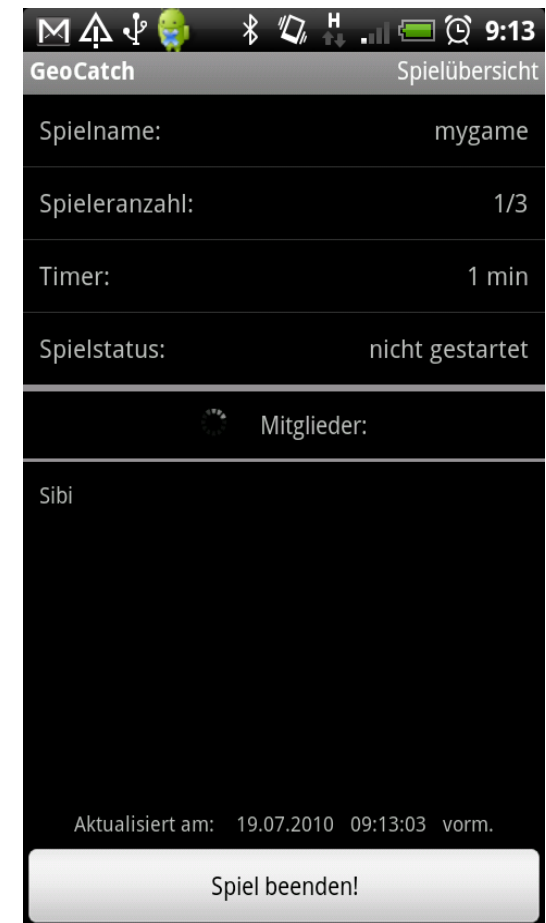 H 9:13
GeoCatch Spielübersicht
Spielname: mygame
Spieleranzahl: 1/3
Timer: 1 min
Spielstatus: nicht gestartet
Mitglieder:
Sibi
Aktualisiert am: 19.07.2010 09:13:03 vorm.
Spiel beenden!